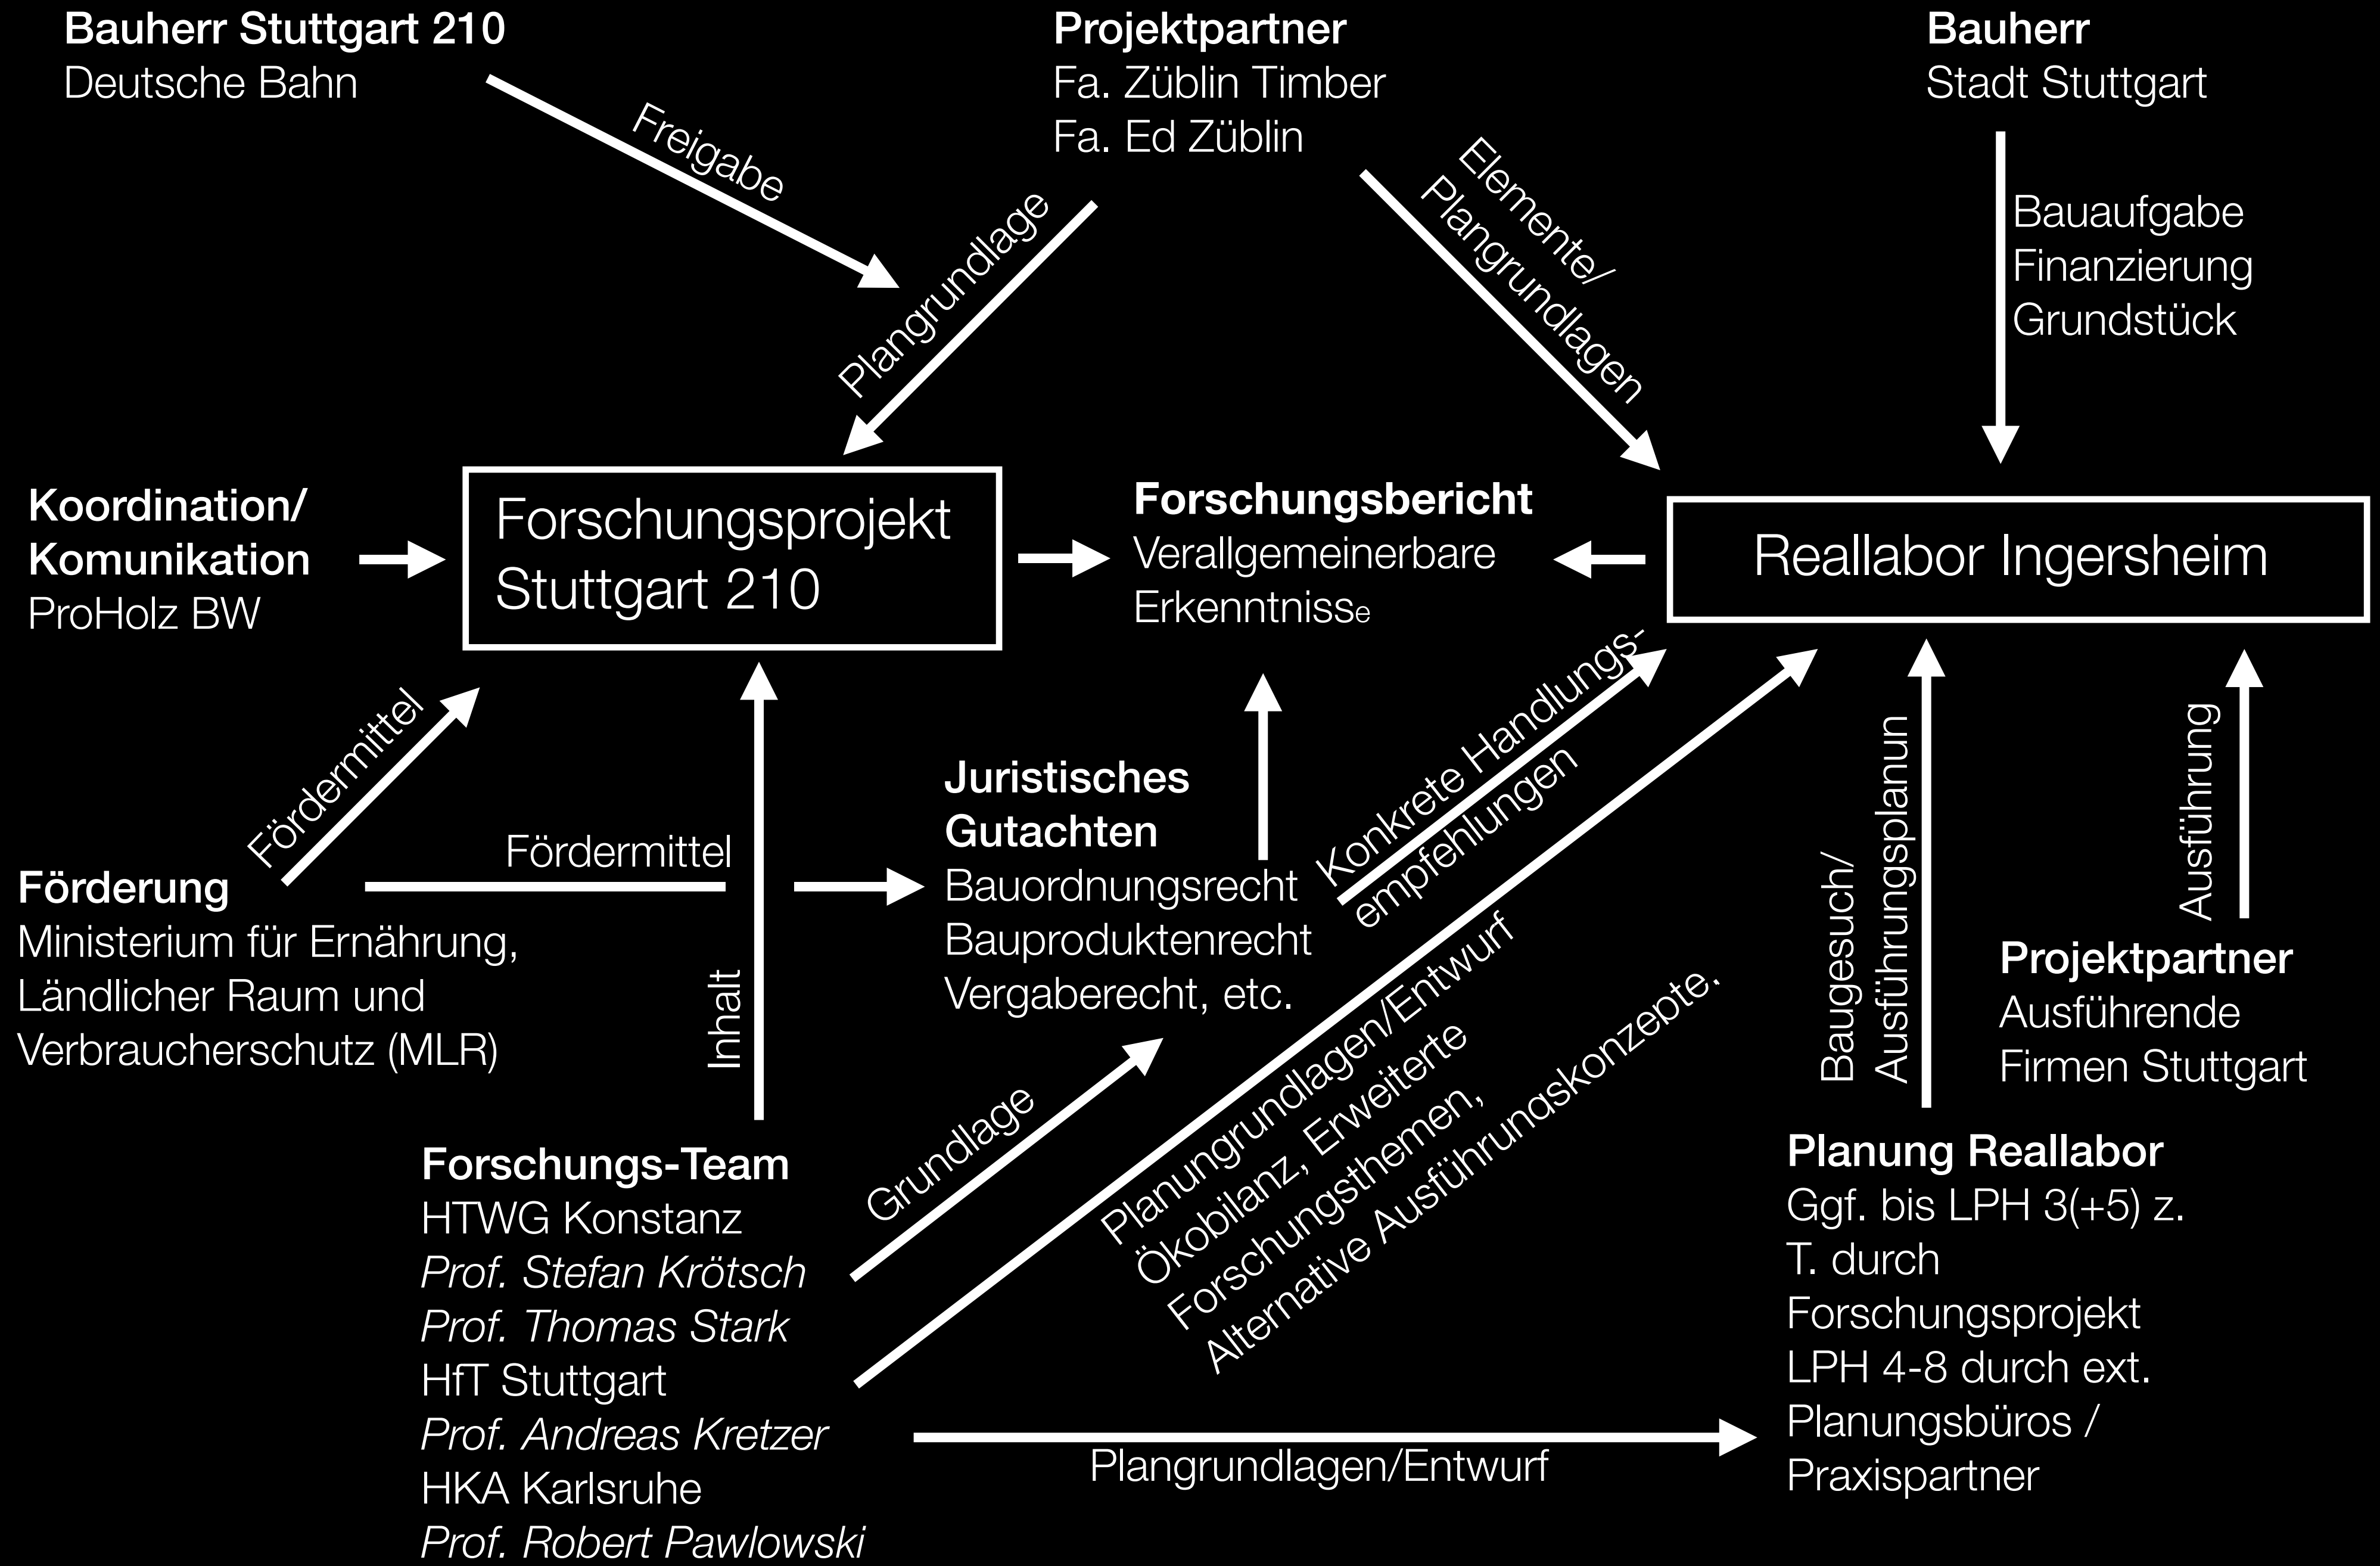 Bauherr Stuttgart 210
Deutsche Bahn
Freigabe
Projektpartner
Fa. Züblin Timber
Fa. Ed Züblin
Plangrundlage
Elemente/
Plangrundlagen
Bauherr
Stadt Stuttgart
Bauaufgabe
Finanzierung
Grundstück
Koordination/
Komunikation
ProHolz BW
Forschungsprojekt
Stuttgart 210
Forschungsbericht
Verallgemeinerbare
Erkenntnisse
Reallabor Ingersheim
Fördermittel
Förderung
Ministerium für Ernährung,
Ländlicher Raum und
Verbraucherschutz (MLR)
Fördermittel
Inhalt
Juristisches
Gutachten
Bauordnungsrecht
Bauproduktenrecht
Vergaberecht, etc.
Konkrete Handlungs-
empfehlungen
Grundlage
Planungrundlagen/Entwurf
Ökobilanz, Erweiterte
Forschungsthemen,
Alternative Ausführungskonzepte.
Baugesuch/
Ausführungsplanun
Ausführung
Projektpartner
Ausführende
Firmen Stuttgart
Forschungs-Team
HTWG Konstanz
Prof. Stefan Krötsch
Prof. Thomas Stark
HfT Stuttgart
Prof. Andreas Kretzer
HKA Karlsruhe
Prof. Robert Pawlowski
Plangrundlagen/Entwurf
Planung Reallabor
Ggf. bis LPH 3(+5) z.
T. durch
Forschungsprojekt
LPH 4-8 durch ext.
Planungsbüros /
Praxispartner